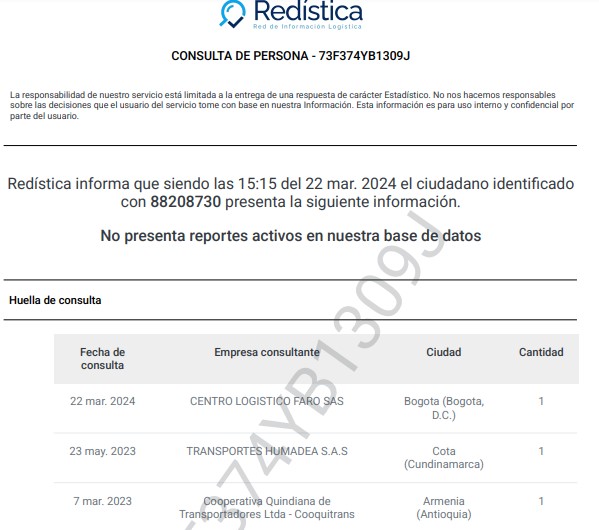 Redística
Red de Información Logística
CONSULTA DE PERSONA - 73F374YB1309J
La responsabilidad de nuestro servicio está limitada a la entrega de una respuesta de carácter Estadístico. No nos hacemos responsables
sobre las decisiones que el usuario del servicio tome con base en nuestra Información. Esta información es para uso interno y confidencial por
parte del usuario.
Redística informa que siendo las 15:15 del 22 mar. 2024 el ciudadano identificado
con 88208730 presenta la siguiente información.
No presenta reportes activos en nuestra base de datos
Huella de consulta
Fecha de
consulta
Empresa consultante
Ciudad
Cantidad
22 mar. 2024
CENTRO LOGISTICO FARO SAS
Bogota (Bogota,
D.C.)
1
23 may. 2023
TRANSPORTES HUMADEA S.A.S
Cota
(Cundinamarca)
1
7 mar. 2023
Cooperativa Quindiana de
Transportadores Ltda - Cooquitrans
Armenia
(Antioquia)
1
F374YB1309J